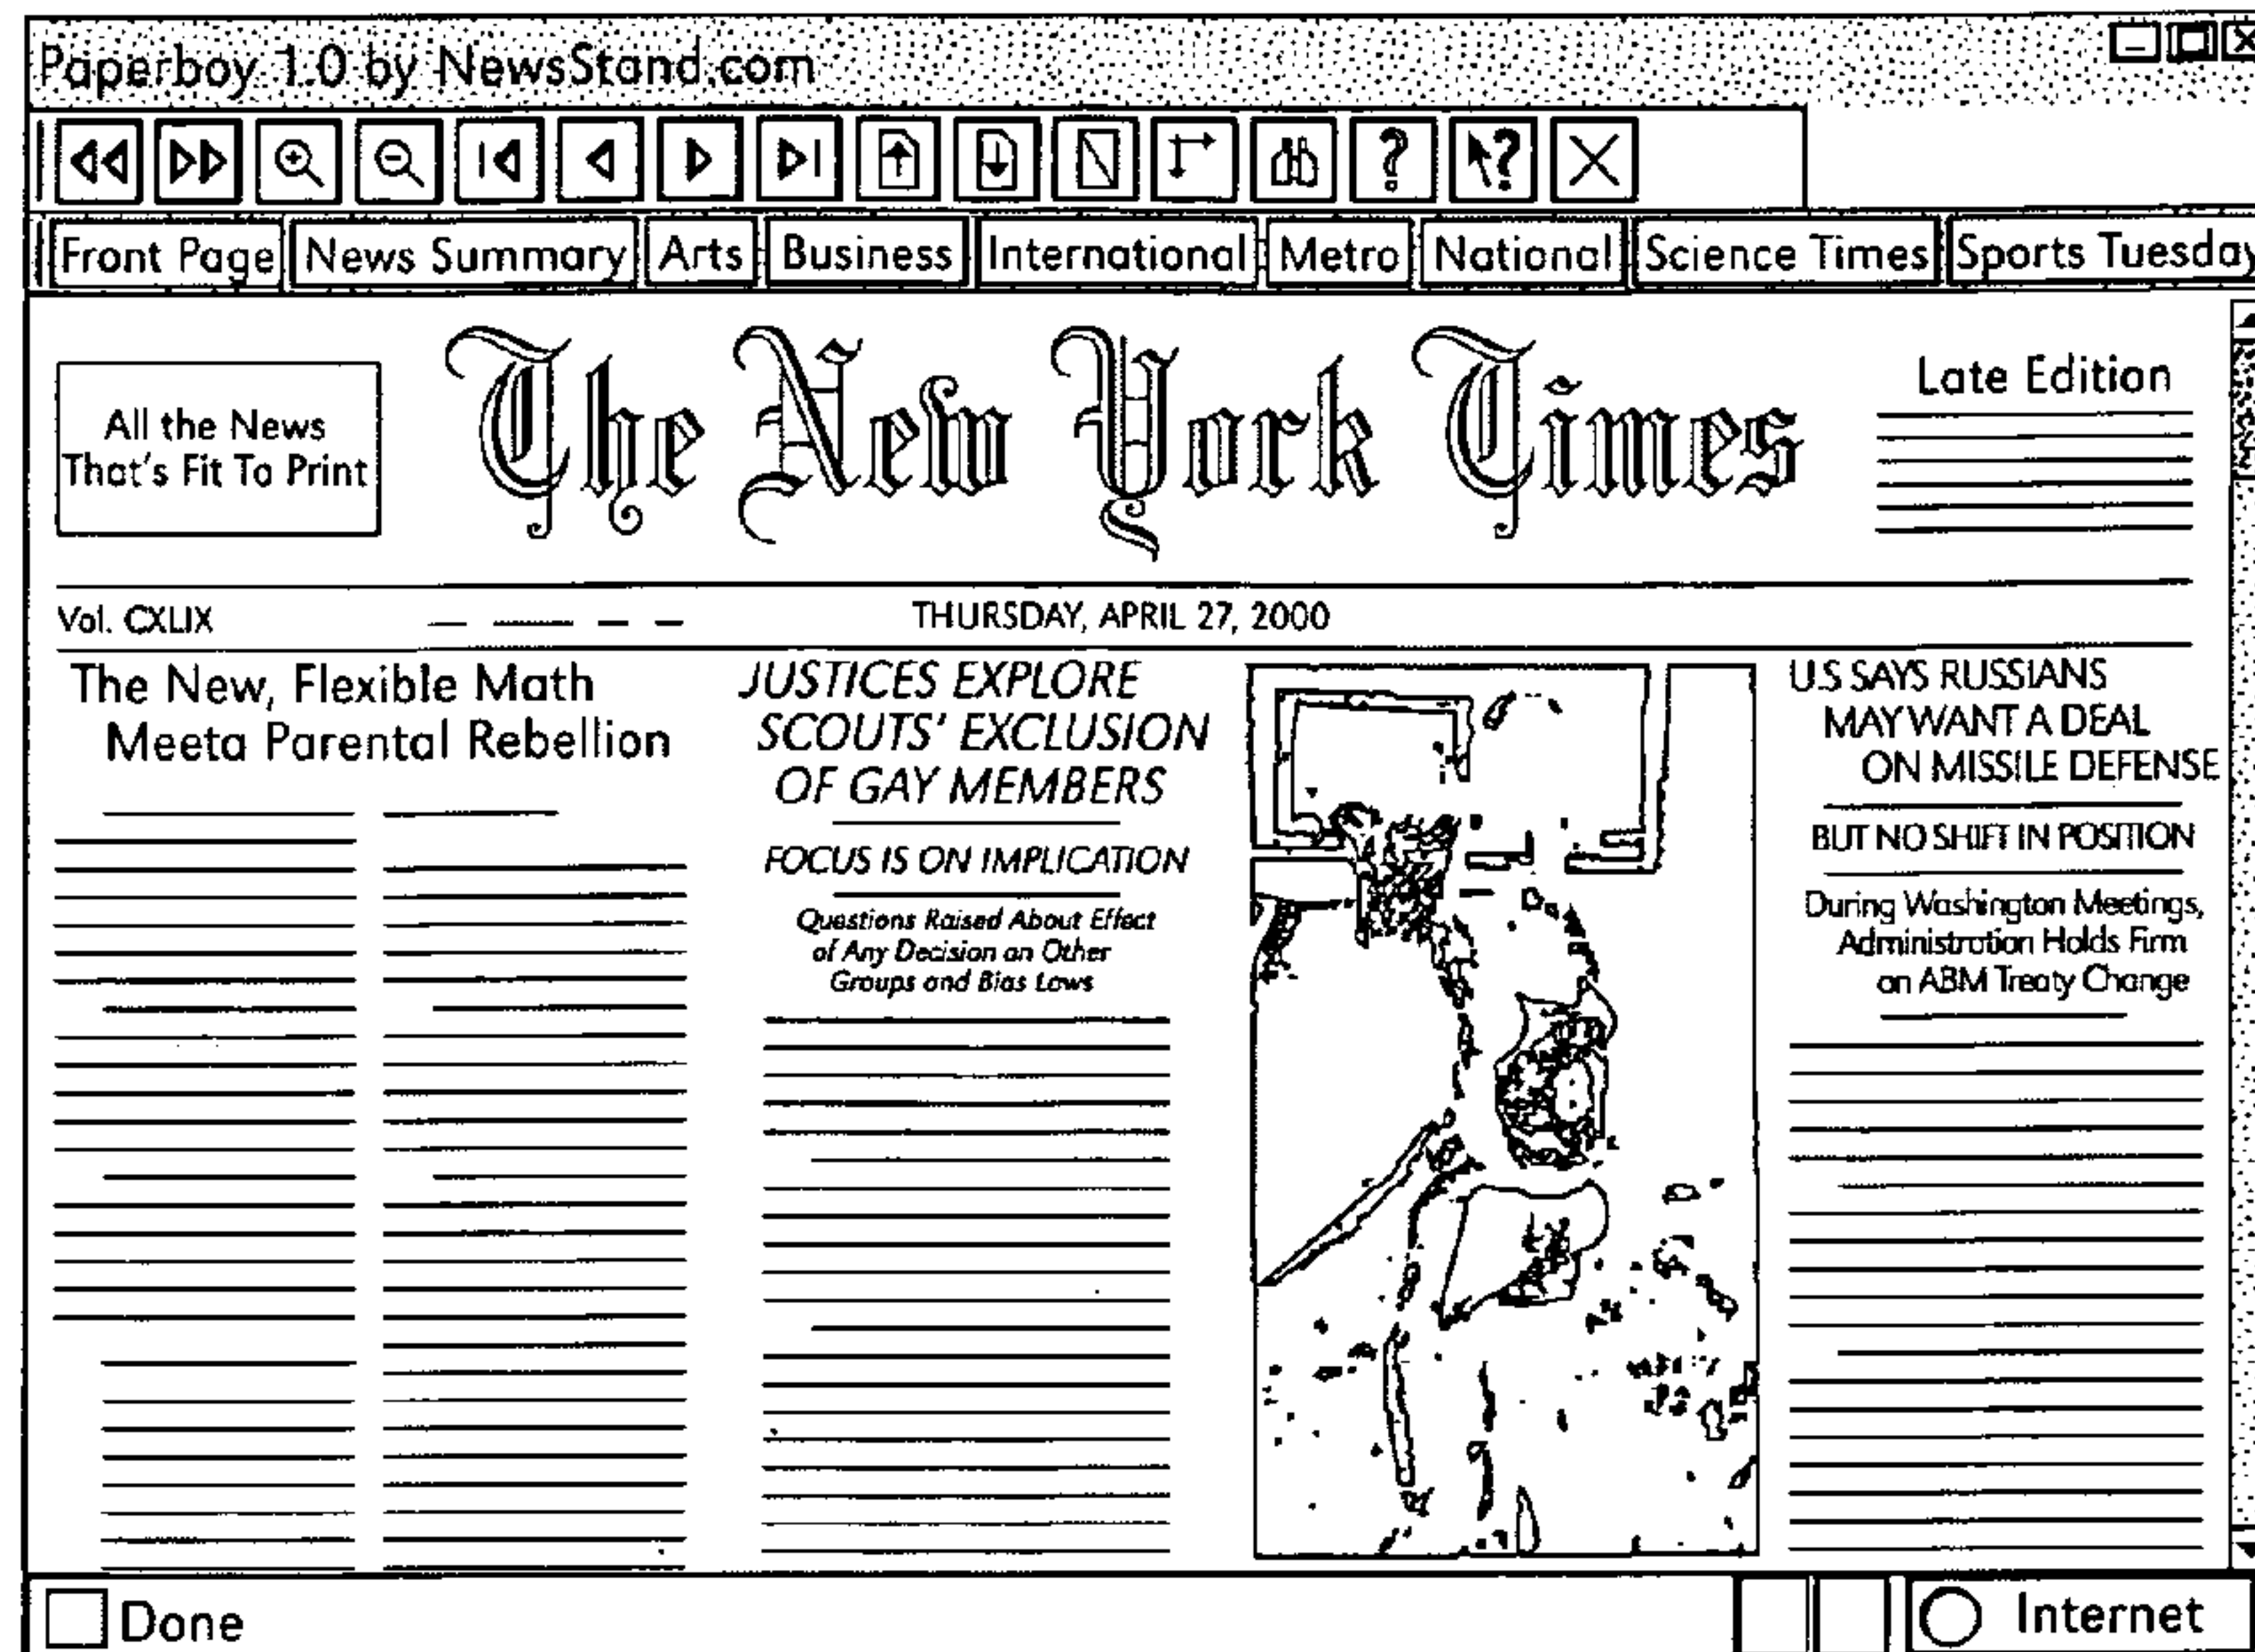 Paperboy 1.0 by NewsStand.com
Front Page News Summary Arts Business International Metro National Science Times Sports Tuesday
All the News
That's Fit To Print
The New York Times
Late Edition
Vol. CXLIX
THURSDAY, APRIL 27, 2000
The New, Flexible Math
Meeta Parental Rebellion
JUSTICES EXPLORE
SCOUTS' EXCLUSION
OF GAY MEMBERS
FOCUS IS ON IMPLICATION
Questions Raised About Effect
of Any Decision on Other
Groups and Bias Laws
U.S SAYS RUSSIANS
MAY WANT A DEAL
ON MISSILE DEFENSE
BUT NO SHIFT IN POSITION
During Washington Meetings,
Administration Holds Firm
on ABM Treaty Change
Done
Internet